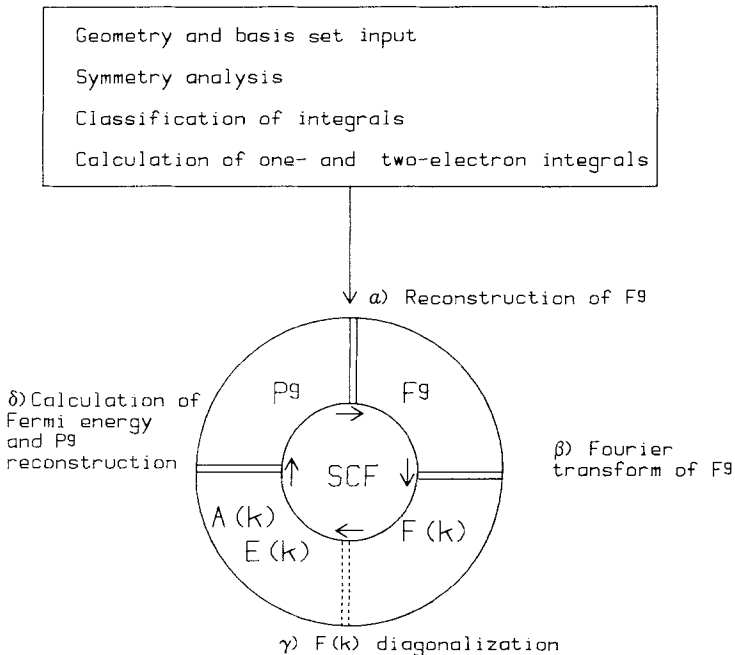 Geometry and basis set input
Symmetry analysis
Classification of integrals
Calculation of one- and two-electron integrals
α) Reconstruction of Fg
Pg
Fg
δ) Calculation of
Fermi energy
and Pg
reconstruction
β) Fourier
transform of Fg
SCF
A(k)
E(k)
F(k)
γ) F(k) diagonalization